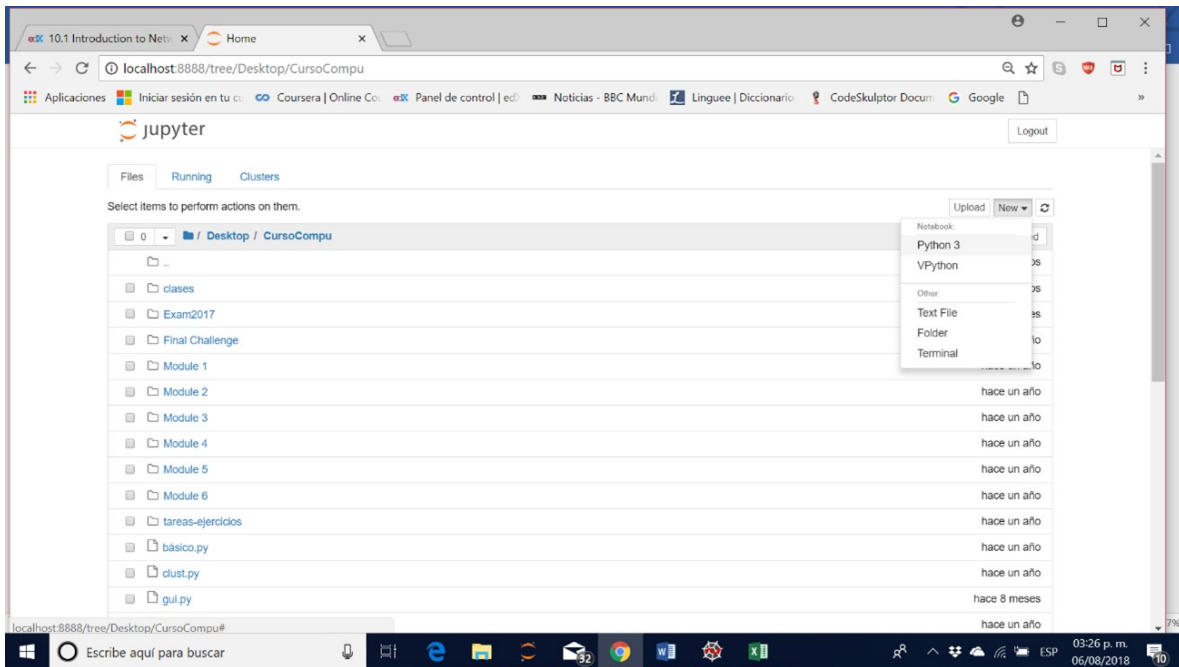 10.1 Introduction to Netw
Home
localhost:8888/tree/Desktop/CursoCompu
Aplicaciones Iniciar sesión en tu cu Coursera | Online Cou Panel de control | edX Noticias - BBC Mundo Linguee | Diccionario CodeSkulptor Docum Google »
jupyter
Logout
Files Running Clusters
Select items to perform actions on them.
Upload New
0 / Desktop / CursoCompu
Notebook:
Python 3
VPython
Other:
Text File
Folder
Terminal
..
clases
Exam2017
Final Challenge
Module 1
Module 2 hace un año
Module 3 hace un año
Module 4 hace un año
Module 5 hace un año
Module 6 hace un año
tareas-ejercicios hace un año
básico.py hace un año
clust.py hace un año
gui.py hace 8 meses
hace un año
localhost:8888/tree/Desktop/CursoCompu#
Escribe aquí para buscar
32
ESP
03:26 p. m.
06/08/2018
10